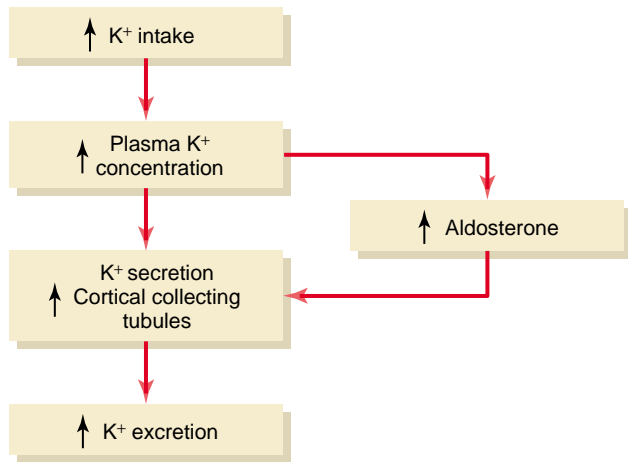 ↑ K⁺ intake
Plasma K⁺
↑ concentration
↑ Aldosterone
K⁺ secretion
↑ Cortical collecting
tubules
↑ K⁺ excretion